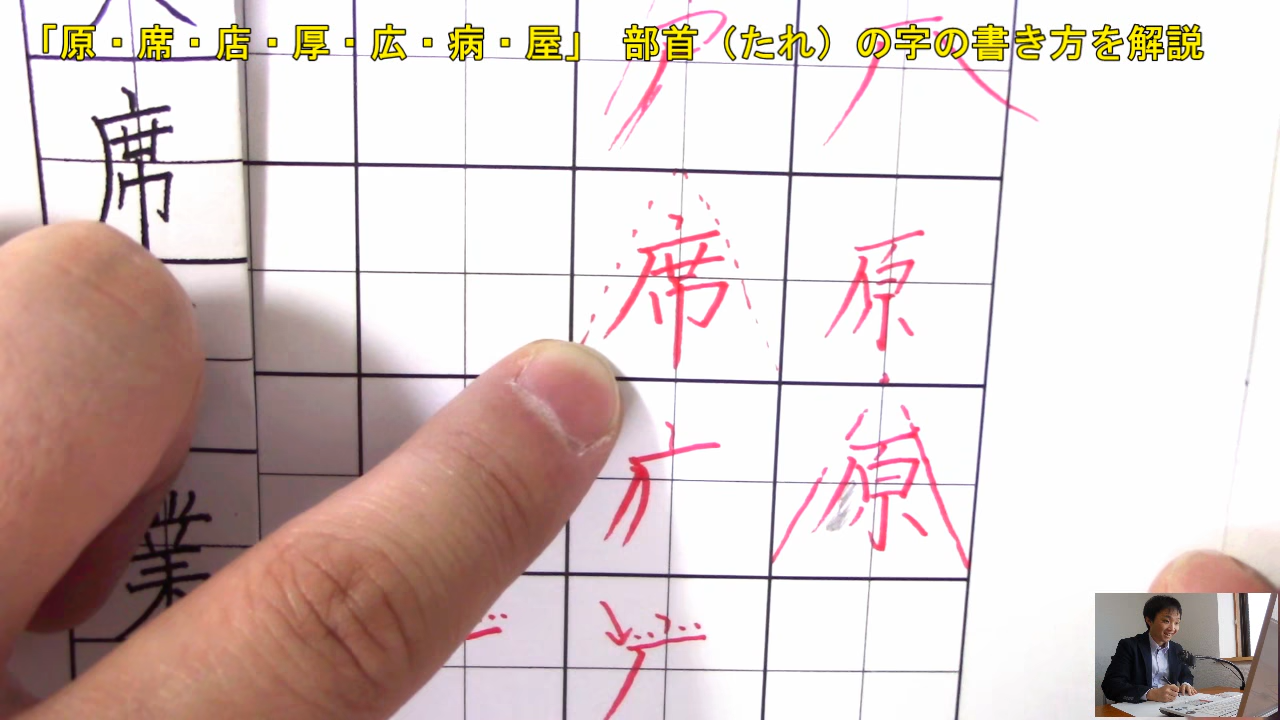 「原・席・店・厚・広・病・屋」 部首（たれ）の字の書き方を解説
席
業
席
原
原